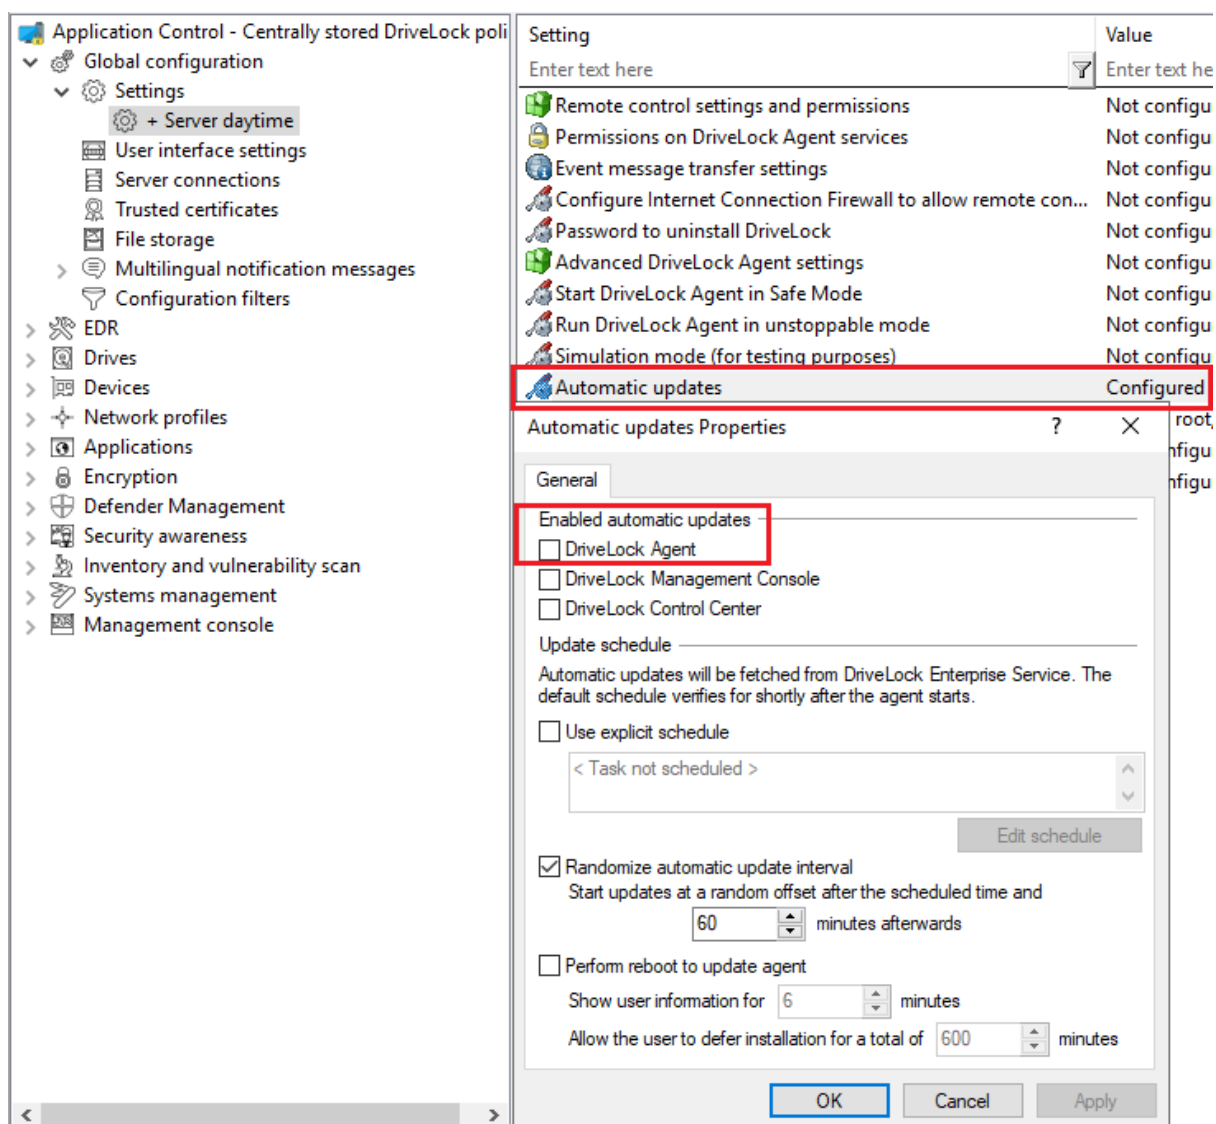 Application Control - Centrally stored DriveLock poli
Global configuration
Settings
+ Server daytime
User interface settings
Server connections
Trusted certificates
File storage
Multilingual notification messages
Configuration filters
EDR
Drives
Devices
Network profiles
Applications
Encryption
Defender Management
Security awareness
Inventory and vulnerability scan
Systems management
Management console
Setting Value
Enter text here Enter text he
Remote control settings and permissions Not configu
Permissions on DriveLock Agent services Not configu
Event message transfer settings Not configu
Configure Internet Connection Firewall to allow remote con... Not configu
Password to uninstall DriveLock Not configu
Advanced DriveLock Agent settings Not configu
Start DriveLock Agent in Safe Mode Not configu
Run DriveLock Agent in unstoppable mode Not configu
Simulation mode (for testing purposes) Not configu
Automatic updates Configured
root,
nfigu
nfigu
Automatic updates Properties ?
General
Enabled automatic updates
DriveLock Agent
DriveLock Management Console
DriveLock Control Center
Update schedule
Automatic updates will be fetched from DriveLock Enterprise Service. The
default schedule verifies for shortly after the agent starts.
Use explicit schedule
< Task not scheduled >
Edit schedule
Randomize automatic update interval
Start updates at a random offset after the scheduled time and
60 minutes afterwards
Perform reboot to update agent
Show user information for 6 minutes
Allow the user to defer installation for a total of 600 minutes
OK Cancel Apply